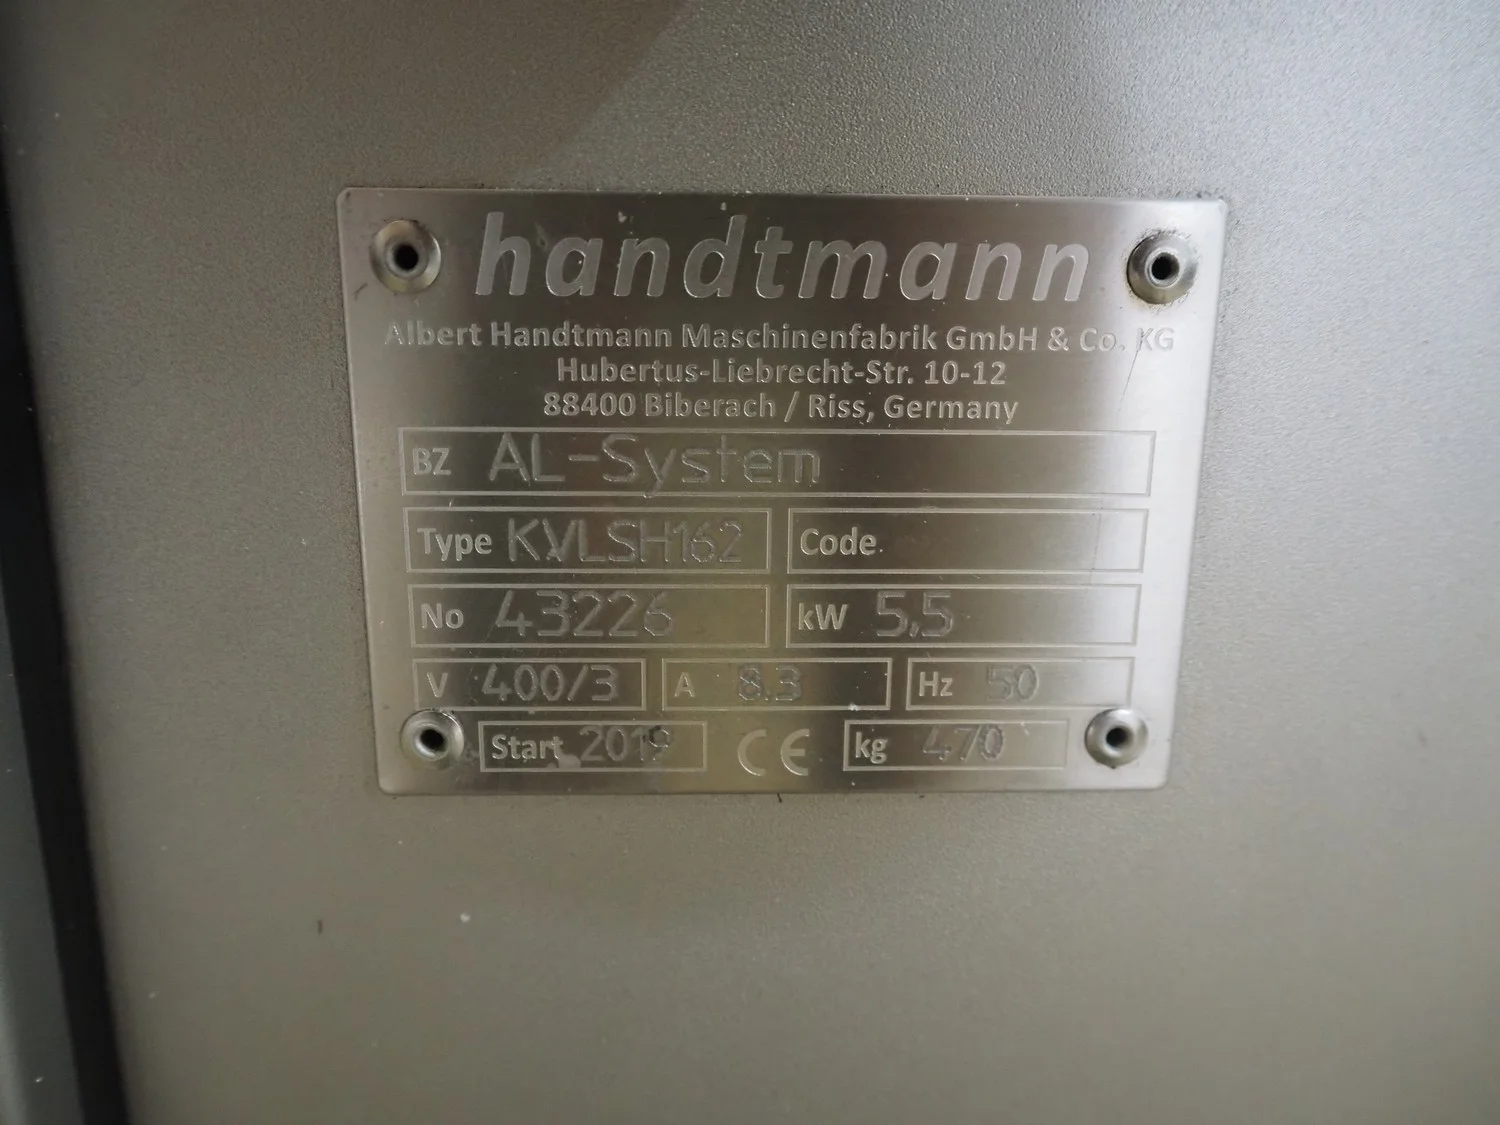 handtmann
Albert Handtmann Maschinenfabrik GmbH & Co. KG
Hubertus-Liebrecht-Str. 10-12
88400 Biberach / Riss, Germany
BZ AL-System
Type KVLSH162 Code
No 43226 kW 5,5
V 400/3 A 8.3 Hz 50
Start 2019 CE kg 470